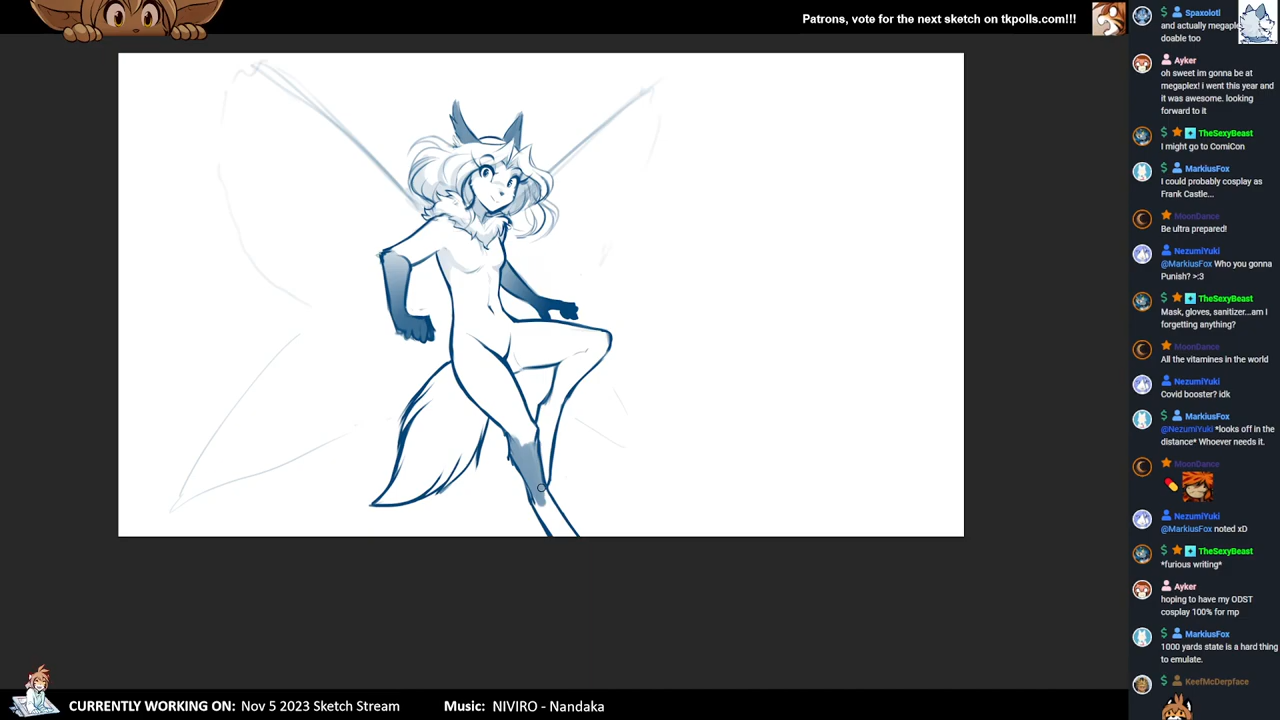 Patrons, vote for the next sketch on tkpolls.com!!!
Spaxolotl
and actually
doable too
Ayker
oh sweet im gonna be at
megaplex! i went this year and
it was awesome. looking
forward to it
TheSexyBeast
I might go to ComiCon
MarkiusFox
I could probably cosplay as
Frank Castle...
MoonDance
Be ultra prepared!
NezumiYuki
@MarkiusFox Who you gonna
Punish? >:3
TheSexyBeast
Mask, gloves, sanitizer...am I
forgetting anything?
MoonDance
All the vitamines in the world
NezumiYuki
Covid booster? idk
MarkiusFox
@NezumiYuki *looks off in the
distance* Whoever needs it.
MoonDance
NezumiYuki
@MarkiusFox noted xD
TheSexyBeast
*furious writing*
Ayker
hoping to have my ODST
cosplay 100% for mp
MarkiusFox
1000 yards state is a hard thing
to emulate.
KeefMcDerpface
CURRENTLY WORKING ON: Nov 5 2023 Sketch Stream
Music: NIVIRO - Nandaka